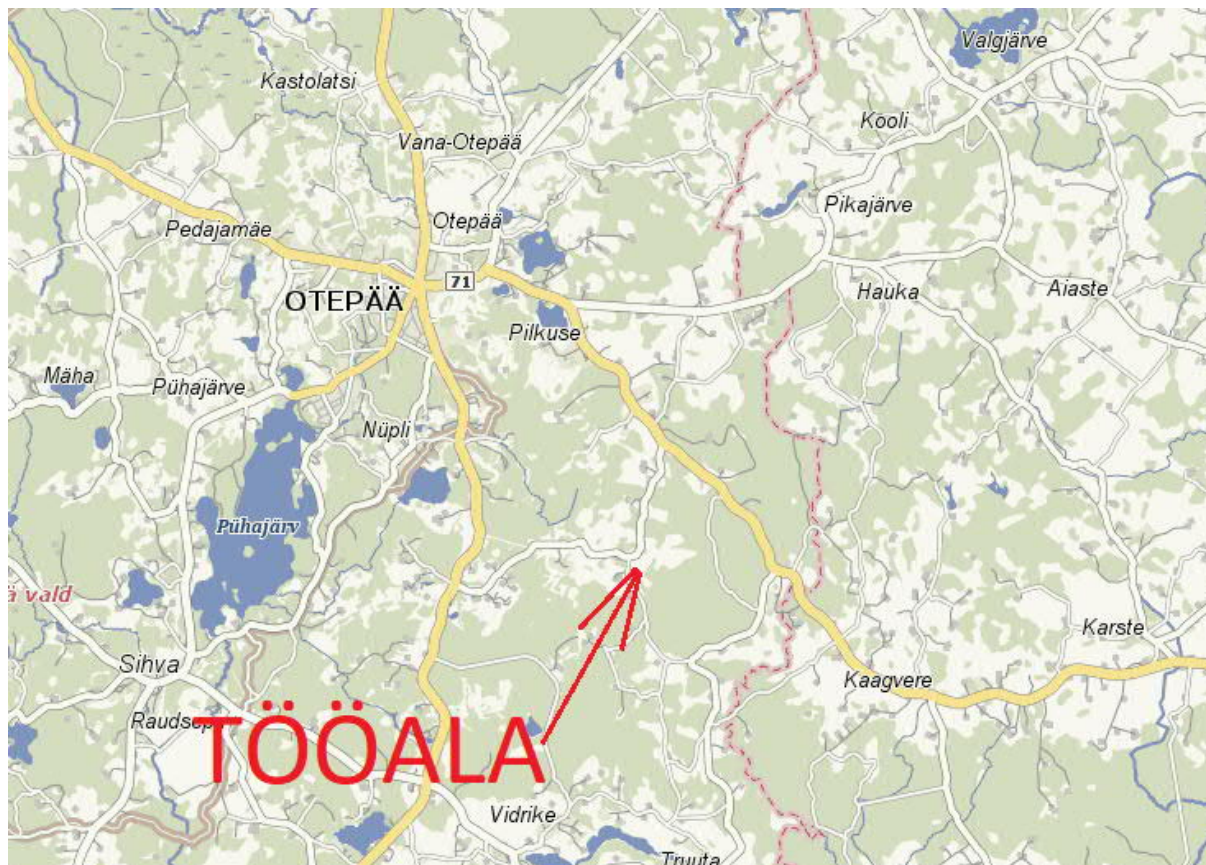 Valgjärve
Kastolatsi
Kooli
Vana-Otepää
Pikajärve
Otepää
Pedajamäe
71
OTEPÄÄ
Hauka
Aiaste
Pilkuse
Mäha
Pühajärve
Nüpli
Pühajärv
ä vald
Karste
Sihva
Kaagvere
Raudsepa
TÖÖALA
Vidrike
Truuta